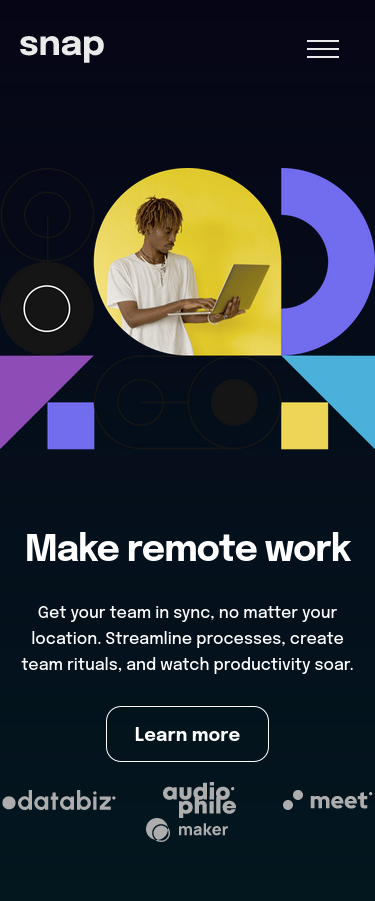 snap
Make remote work
Get your team in sync, no matter your
location. Streamline processes, create
team rituals, and watch productivity soar.
Learn more
databiz
audio
phile
meet
maker